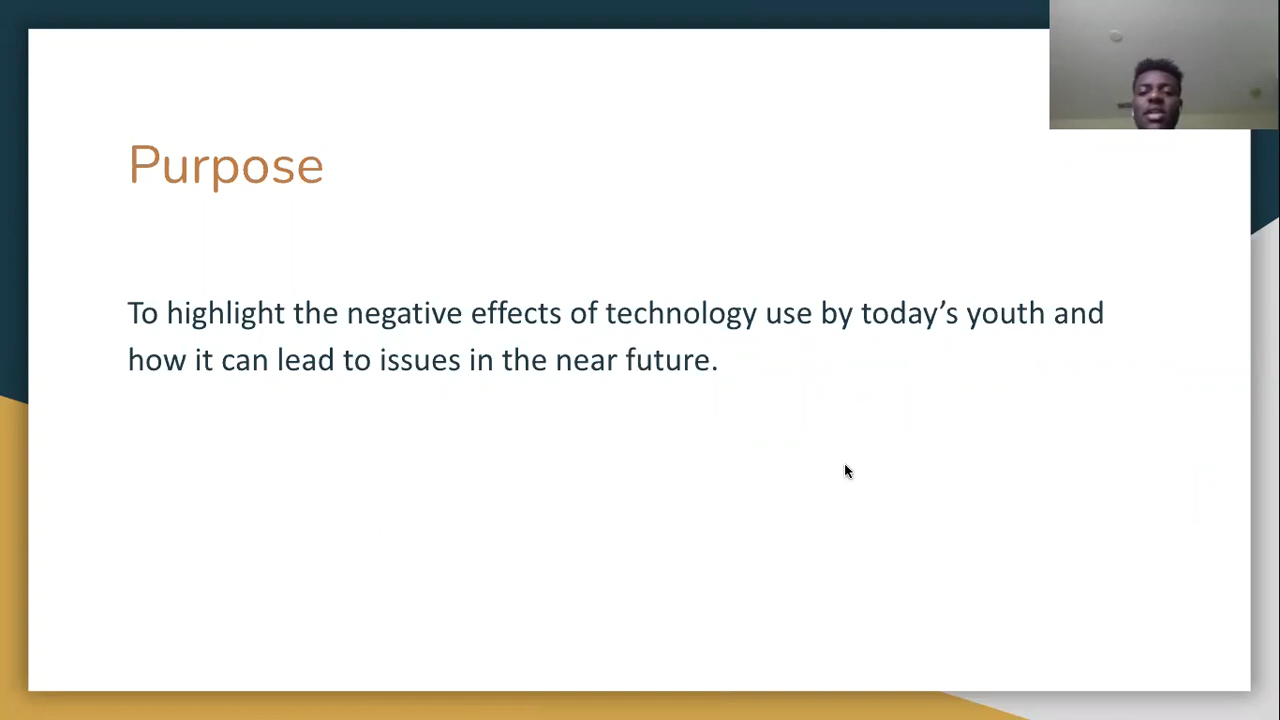 Purpose
To highlight the negative effects of technology use by today’s youth and
how it can lead to issues in the near future.